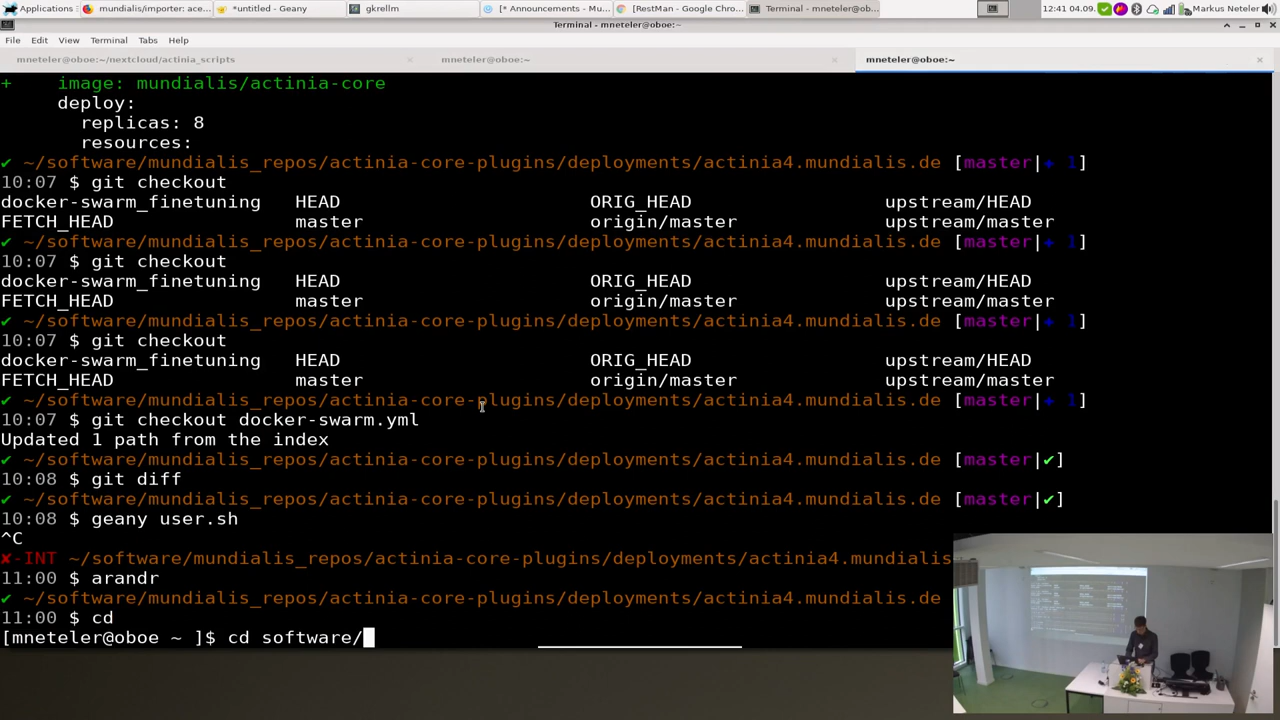 Applications
mundialis/importer: ace...
*untitled - Geany
gkrellm
[* Announcements - Mu...
[RestMan - Google Chro...
Terminal - mneteler@ob...
12:41 04.09.
Markus Neteler
Terminal - mneteler@oboe:~
File Edit View Terminal Tabs Help
mneteler@oboe:~/nextcloud/actinia_scripts
mneteler@oboe:~
mneteler@oboe:~
+ image: mundialis/actinia-core
deploy:
replicas: 8
resources:
✔ ~/software/mundialis_repos/actinia-core-plugins/deployments/actinia4.mundialis.de [master|✚ 1]
10:07 $ git checkout
docker-swarm_finetuning HEAD ORIG_HEAD upstream/HEAD
FETCH_HEAD master origin/master upstream/master
✔ ~/software/mundialis_repos/actinia-core-plugins/deployments/actinia4.mundialis.de [master|✚ 1]
10:07 $ git checkout
docker-swarm_finetuning HEAD ORIG_HEAD upstream/HEAD
FETCH_HEAD master origin/master upstream/master
✔ ~/software/mundialis_repos/actinia-core-plugins/deployments/actinia4.mundialis.de [master|✚ 1]
10:07 $ git checkout
docker-swarm_finetuning HEAD ORIG_HEAD upstream/HEAD
FETCH_HEAD master origin/master upstream/master
✔ ~/software/mundialis_repos/actinia-core-plugins/deployments/actinia4.mundialis.de [master|✚ 1]
10:07 $ git checkout docker-swarm.yml
Updated 1 path from the index
✔ ~/software/mundialis_repos/actinia-core-plugins/deployments/actinia4.mundialis.de [master|✔]
10:08 $ git diff
✔ ~/software/mundialis_repos/actinia-core-plugins/deployments/actinia4.mundialis.de [master|✔]
10:08 $ geany user.sh
^C
✘-INT ~/software/mundialis_repos/actinia-core-plugins/deployments/actinia4.mundialis
11:00 $ arandr
✔ ~/software/mundialis_repos/actinia-core-plugins/deployments/actinia4.mundialis.de
11:00 $ cd
[mneteler@oboe ~ ]$ cd software/